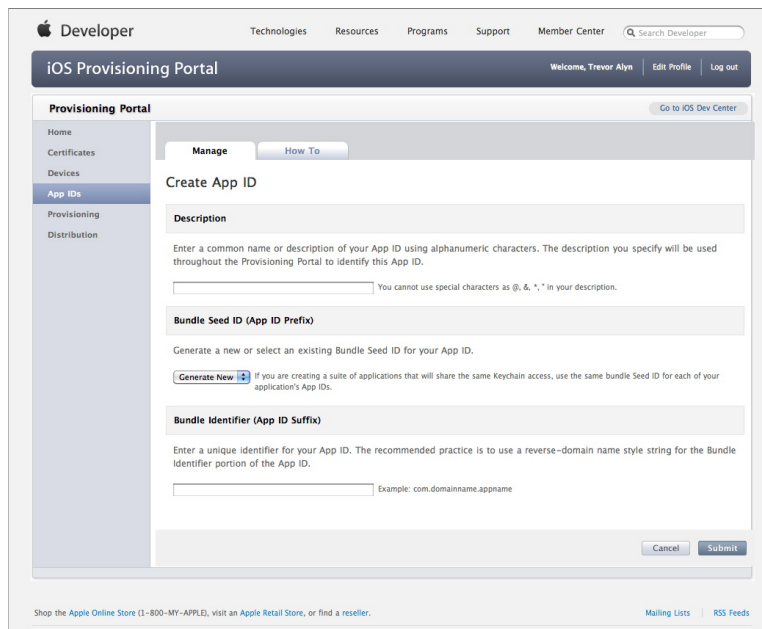 Developer
Technologies Resources Programs Support Member Center Search Developer
iOS Provisioning Portal
Welcome, Trevor Alyn Edit Profile Log out
Provisioning Portal
Go to iOS Dev Center
Home
Certificates
Devices
App IDs
Provisioning
Distribution
Manage How To
Create App ID
Description
Enter a common name or description of your App ID using alphanumeric characters. The description you specify will be used
throughout the Provisioning Portal to identify this App ID.
You cannot use special characters as @, &, *, " in your description.
Bundle Seed ID (App ID Prefix)
Generate a new or select an existing Bundle Seed ID for your App ID.
Generate New If you are creating a suite of applications that will share the same Keychain access, use the same bundle Seed ID for each of your
application's App IDs.
Bundle Identifier (App ID Suffix)
Enter a unique identifier for your App ID. The recommended practice is to use a reverse-domain name style string for the Bundle
Identifier portion of the App ID.
Example: com.domainname.appname
Cancel Submit
Shop the Apple Online Store (1-800-MY-APPLE), visit an Apple Retail Store, or find a reseller.
Mailing Lists RSS Feeds